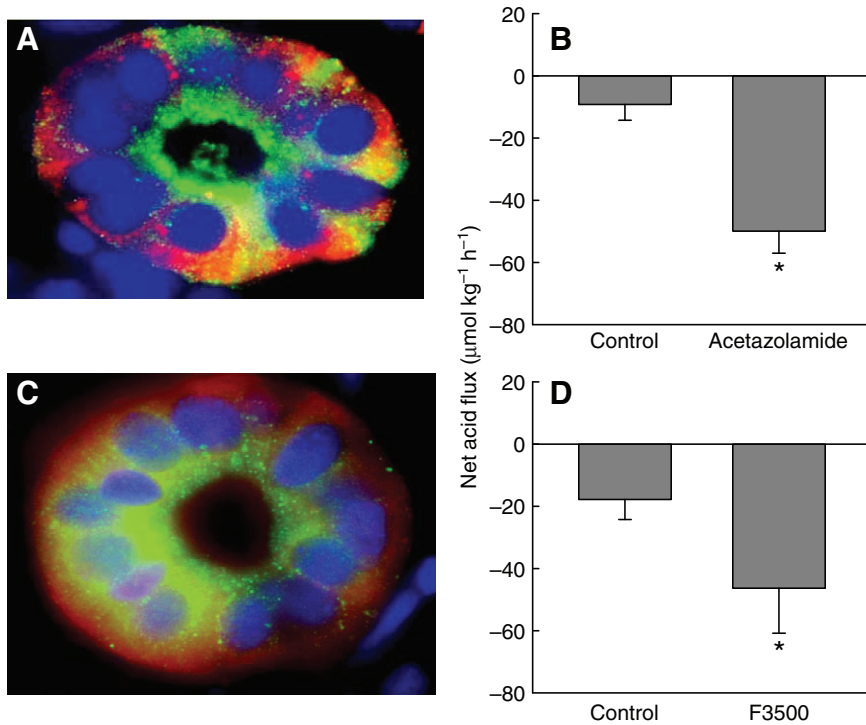 A
B
20
0
−20
−40
−60
−80
*
Control Acetazolamide
Net acid flux (μmol kg−1 h−1)
C
D
20
0
−20
−40
−60
−80
*
Control F3500